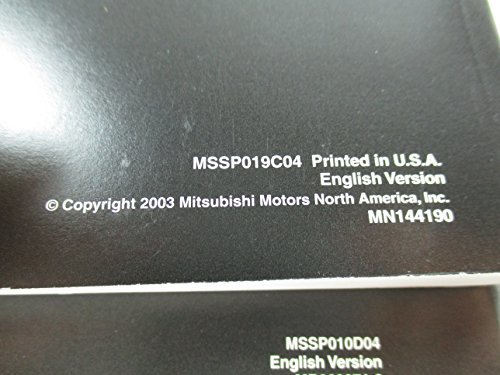 MSSP019C04 Printed in U.S.A.
English Version
© Copyright 2003 Mitsubishi Motors North America, Inc.
MN144190
MSSP010D04
English Version